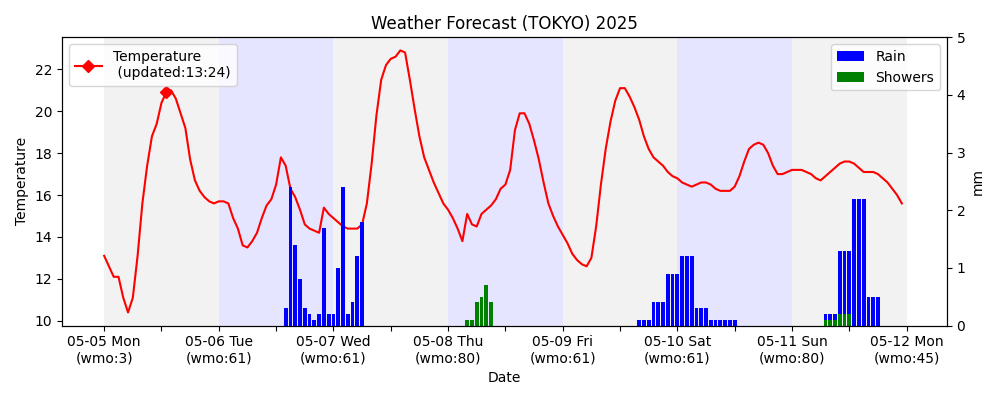 Weather Forecast (TOKYO) 2025
Temperature
(updated:13:24)
Rain
Showers
22
20
18
16
14
12
10
Temperature
5
4
3
2
1
0
mm
05-05 Mon
(wmo:3)
05-06 Tue
(wmo:61)
05-07 Wed
(wmo:61)
05-08 Thu
(wmo:80)
05-09 Fri
(wmo:61)
05-10 Sat
(wmo:61)
05-11 Sun
(wmo:80)
05-12 Mon
(wmo:45)
Date